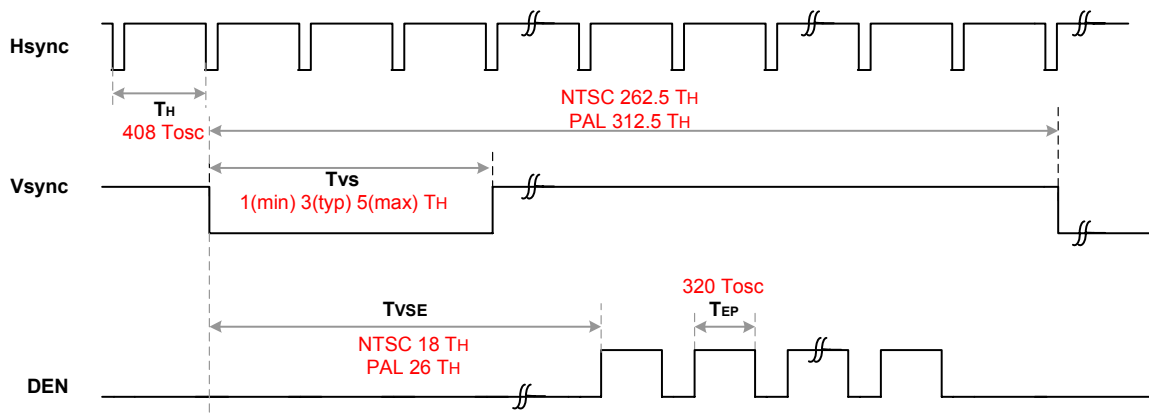 Hsync
TH
408 Tosc
NTSC 262.5 TH
PAL 312.5 TH
Vsync
TVS
1(min) 3(typ) 5(max) TH
TVSE
NTSC 18 TH
PAL 26 TH
320 Tosc
TEP
DEN